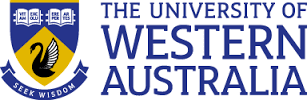 SEEK WISDOM
THE UNIVERSITY OF
WESTERN
AUSTRALIA